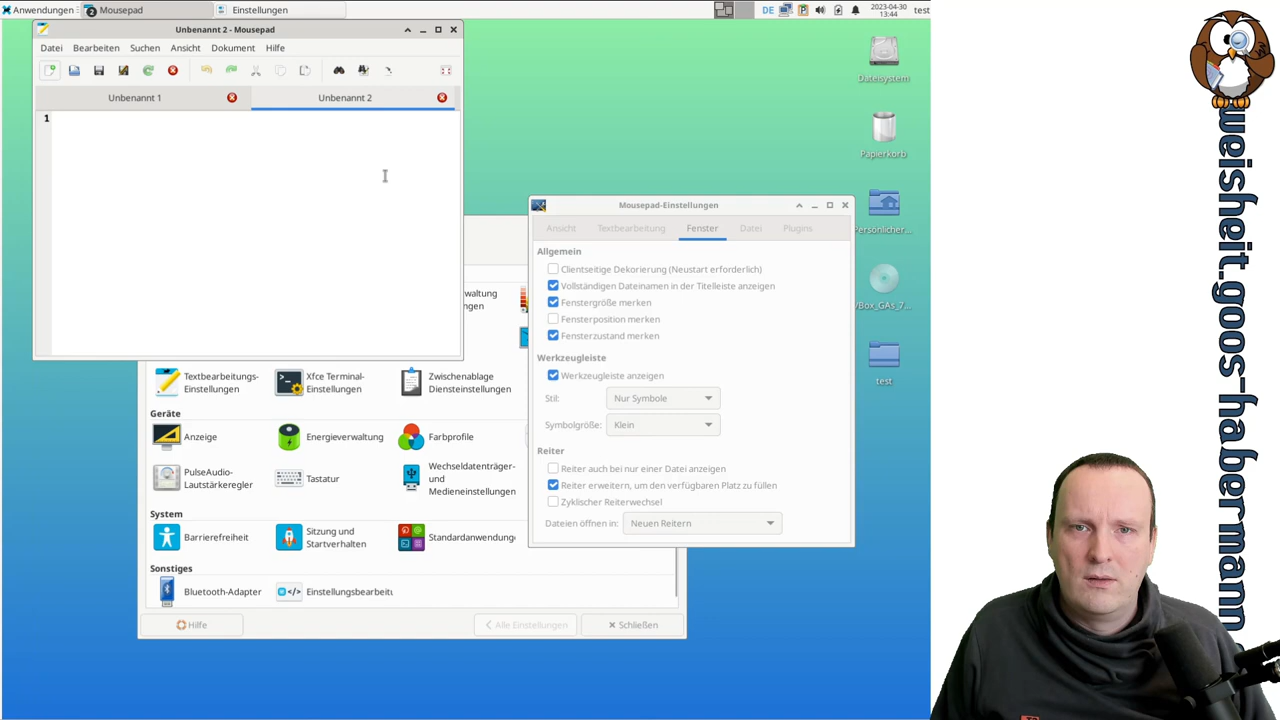 Anwendungen
Mousepad
Einstellungen
DE
2023-04-30
13:44
test
Unbenannt 2 - Mousepad
Datei Bearbeiten Suchen Ansicht Dokument Hilfe
Unbenannt 1
Unbenannt 2
1
Dateisystem
Papierkorb
Persönlicher...
VBox_GAs_7...
test
Mousepad-Einstellungen
Ansicht Textbearbeitung Fenster Datei Plugins
Allgemein
Clientseitige Dekorierung (Neustart erforderlich)
Vollständigen Dateinamen in der Titelleiste anzeigen
Fenstergröße merken
Fensterposition merken
Fensterzustand merken
Werkzeugleiste
Werkzeugleiste anzeigen
Stil: Nur Symbole
Symbolgröße: Klein
Reiter
Reiter auch bei nur einer Datei anzeigen
Reiter erweitern, um den verfügbaren Platz zu füllen
Zyklischer Reiterwechsel
Dateien öffnen in: Neuen Reitern
Textbearbeitungs-
Einstellungen
Xfce Terminal-
Einstellungen
Zwischenablage
Diensteinstellungen
Geräte
Anzeige
Energieverwaltung
Farbprofile
PulseAudio-
Lautstärkeregler
Tastatur
Wechseldatenträger-
und
Medieneinstellungen
System
Barrierefreiheit
Sitzung und
Startverhalten
Standardanwendung
Sonstiges
Bluetooth-Adapter
Einstellungsbearbeitu
Hilfe
Alle Einstellungen
Schließen
weisheit.goos-habermann